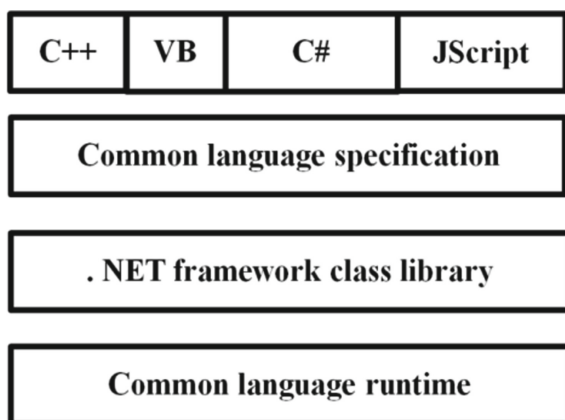 C++ VB C# JScript
Common language specification
. NET framework class library
Common language runtime